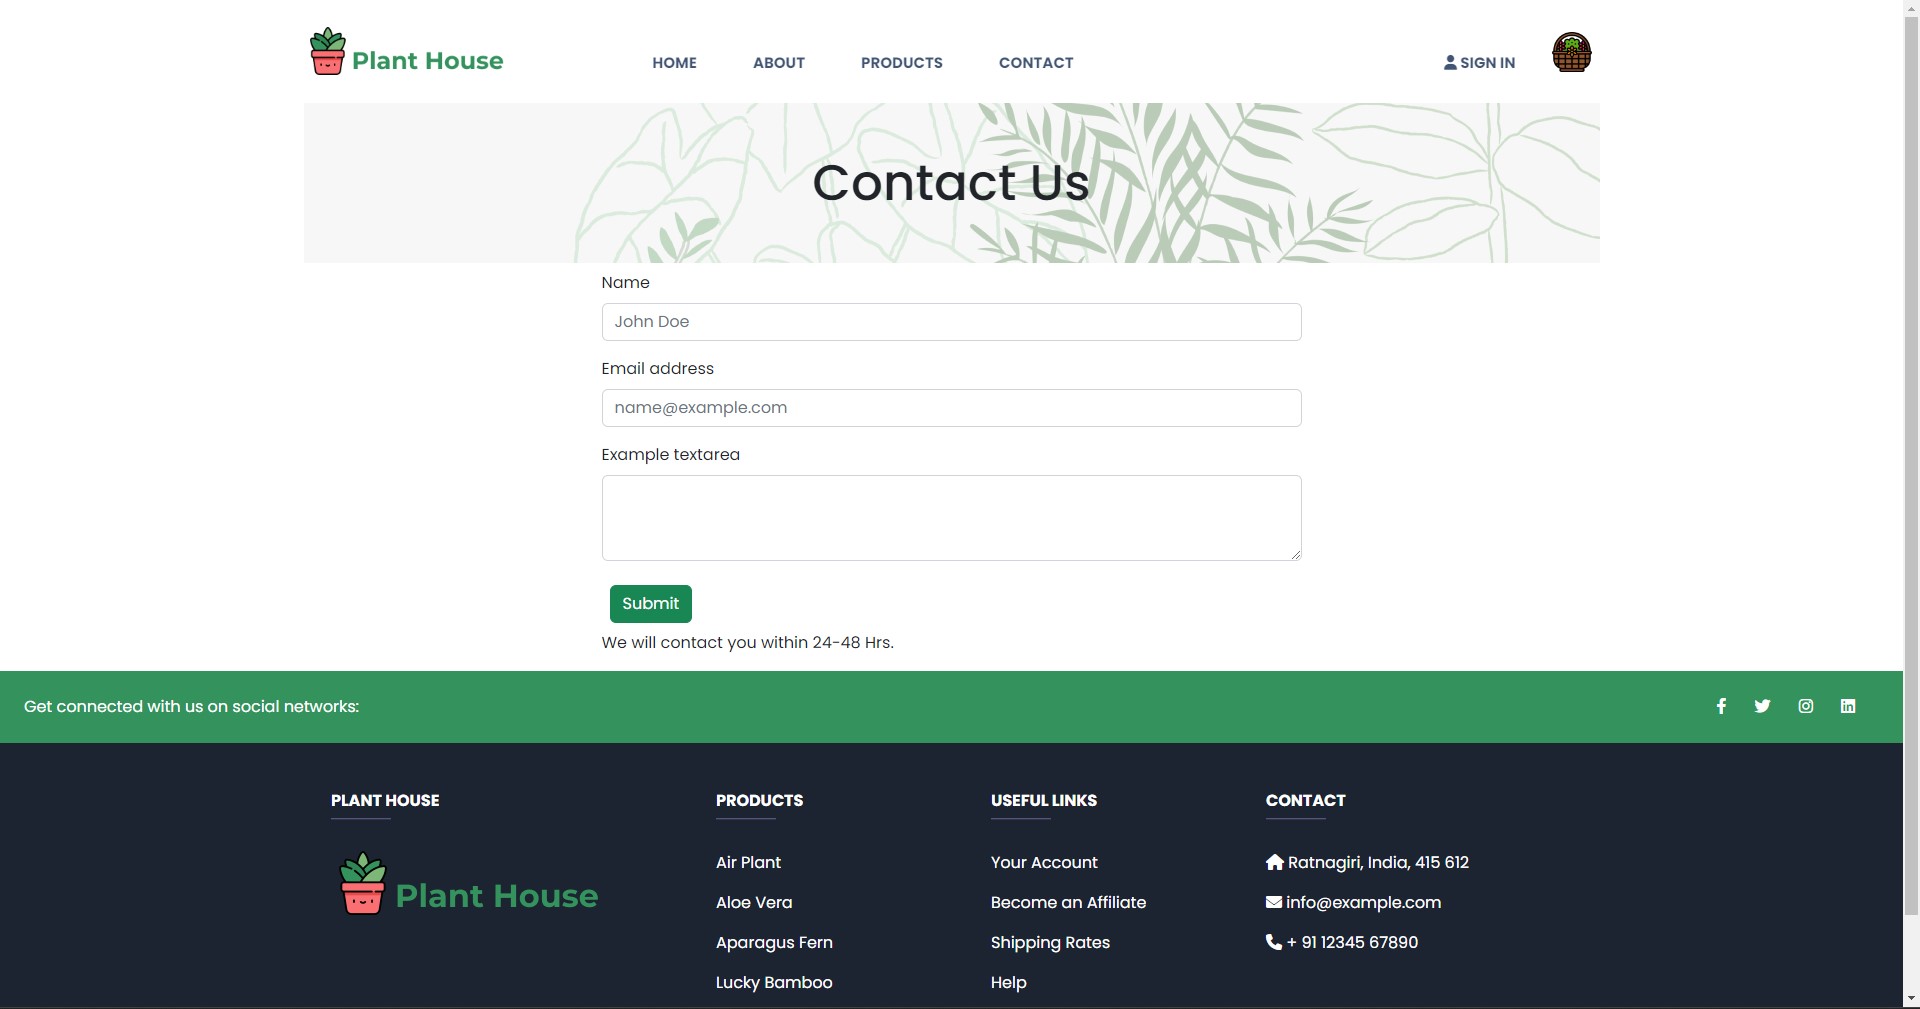 Plant House
HOME ABOUT PRODUCTS CONTACT
SIGN IN
Contact Us
Name
John Doe
Email address
name@example.com
Example textarea
Submit
We will contact you within 24-48 Hrs.
Get connected with us on social networks:
PLANT HOUSE
Plant House
PRODUCTS
Air Plant
Aloe Vera
Aparagus Fern
Lucky Bamboo
USEFUL LINKS
Your Account
Become an Affiliate
Shipping Rates
Help
CONTACT
Ratnagiri, India, 415 612
info@example.com
+ 91 12345 67890